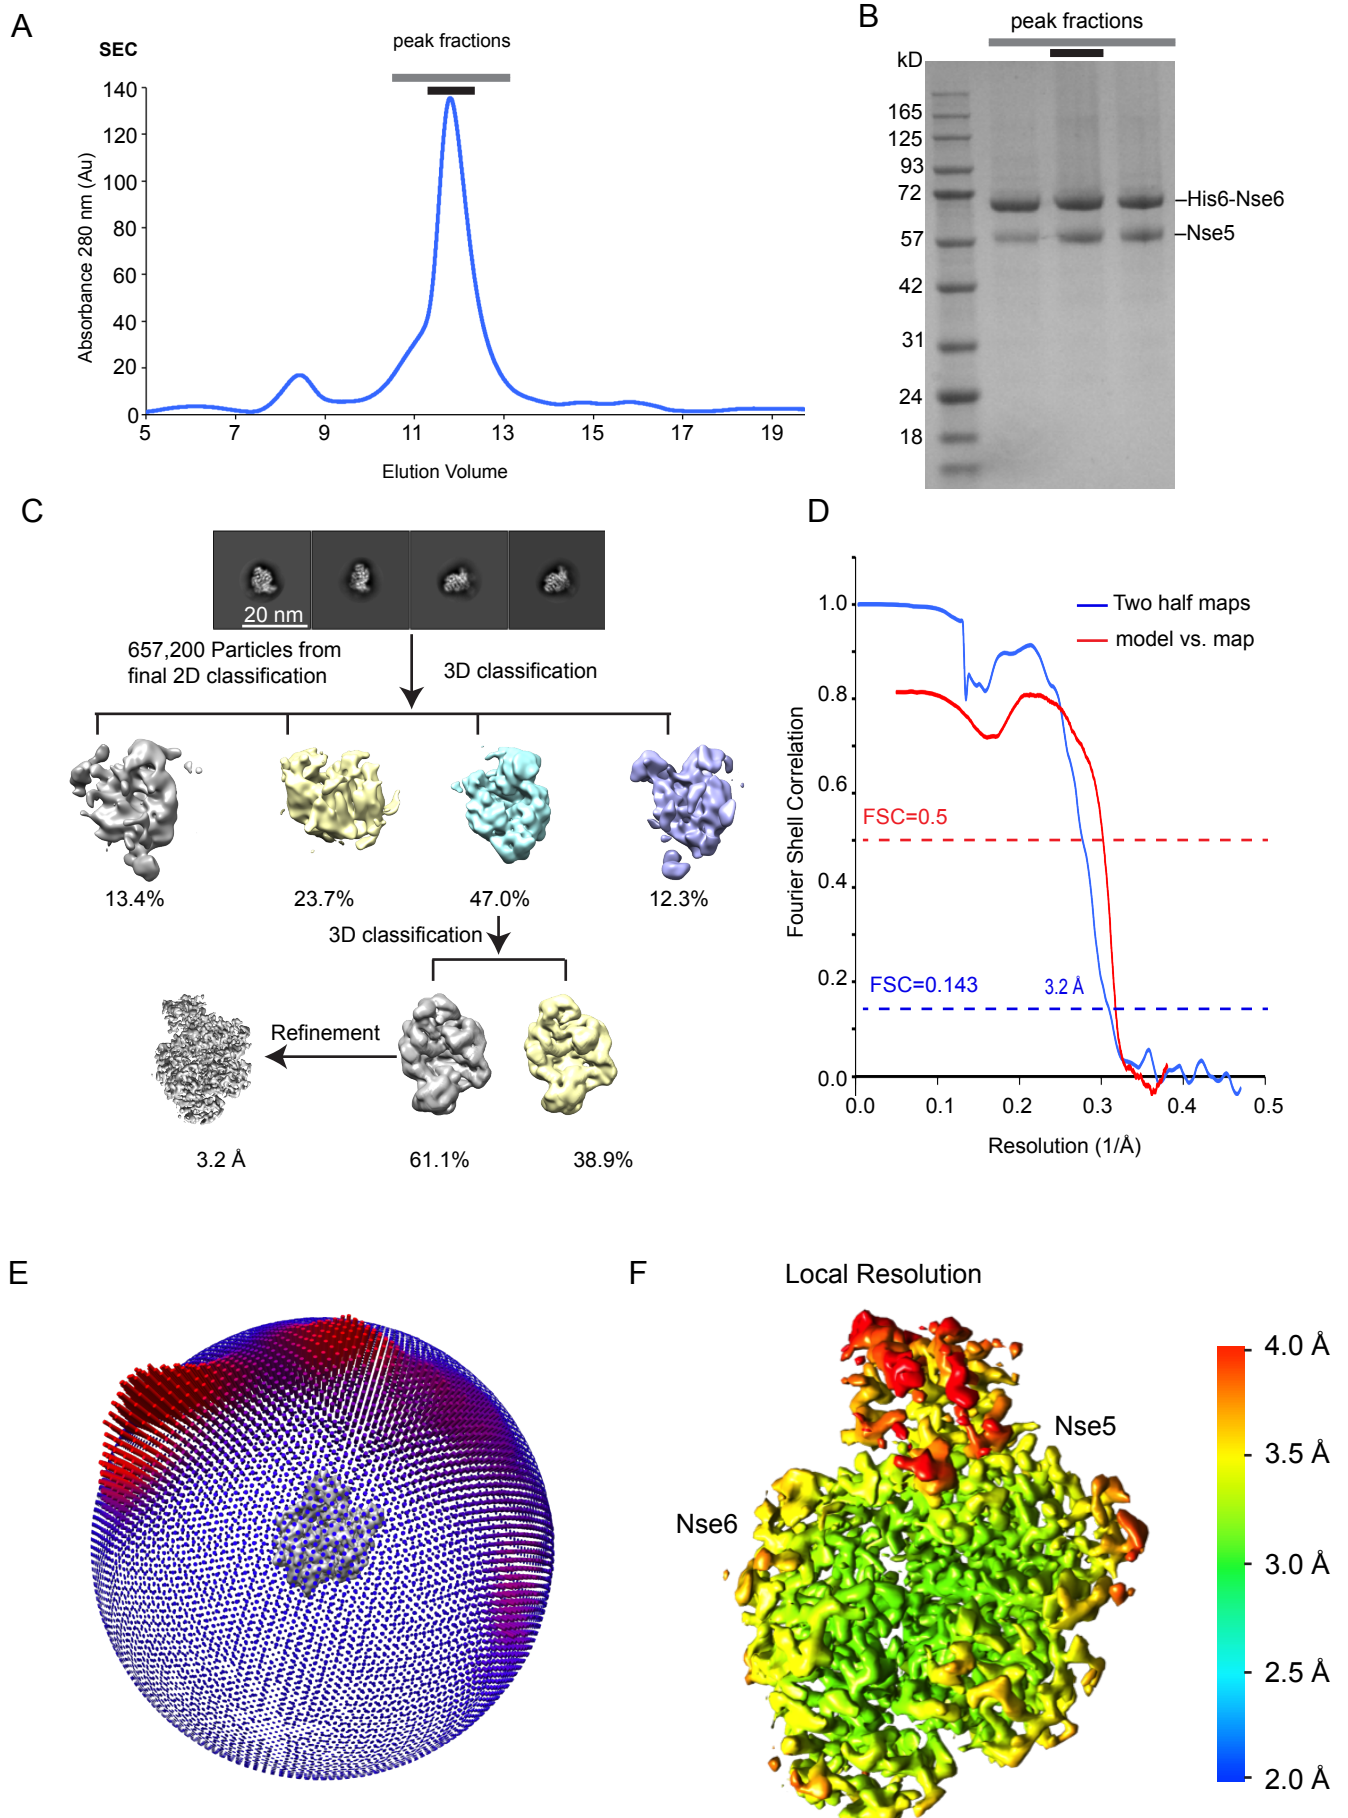 A
SEC
peak fractions
140
120
100
80
60
40
20
0
Absorbance 280 nm (Au)
5
7
9
11
13
15
17
19
Elution Volume
B
peak fractions
kD
165
125
93
72
57
42
31
24
18
–His6-Nse6
–Nse5
C
20 nm
657,200 Particles from
final 2D classification
3D classification
13.4%
23.7%
47.0%
12.3%
3D classification
Refinement
3.2 Å
61.1%
38.9%
D
Two half maps
model vs. map
1.0
0.8
0.6
0.4
0.2
0.0
Fourier Shell Correlation
FSC=0.5
FSC=0.143
3.2 Å
0.0
0.1
0.2
0.3
0.4
0.5
Resolution (1/Å)
E
F
Local Resolution
Nse5
Nse6
4.0 Å
3.5 Å
3.0 Å
2.5 Å
2.0 Å